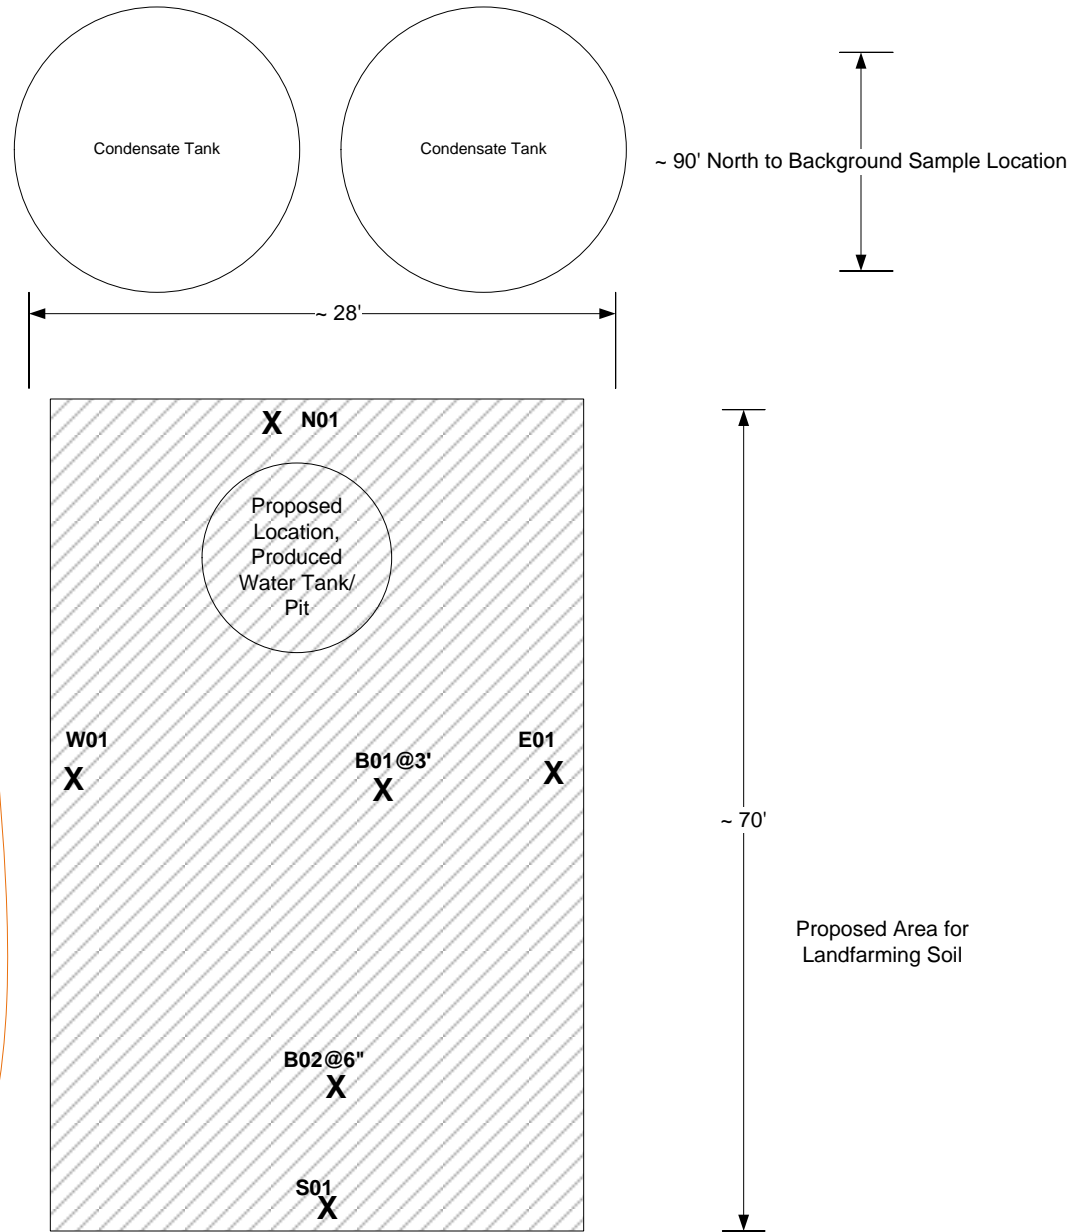 Condensate Tank
Condensate Tank
~ 90' North to Background Sample Location
~ 28'
X N01
Proposed
Location,
Produced
Water Tank/
Pit
W01
X
B01@3'
X
E01
X
~ 70'
Proposed Area for
Landfarming Soil
B02@6"
X
S01
X